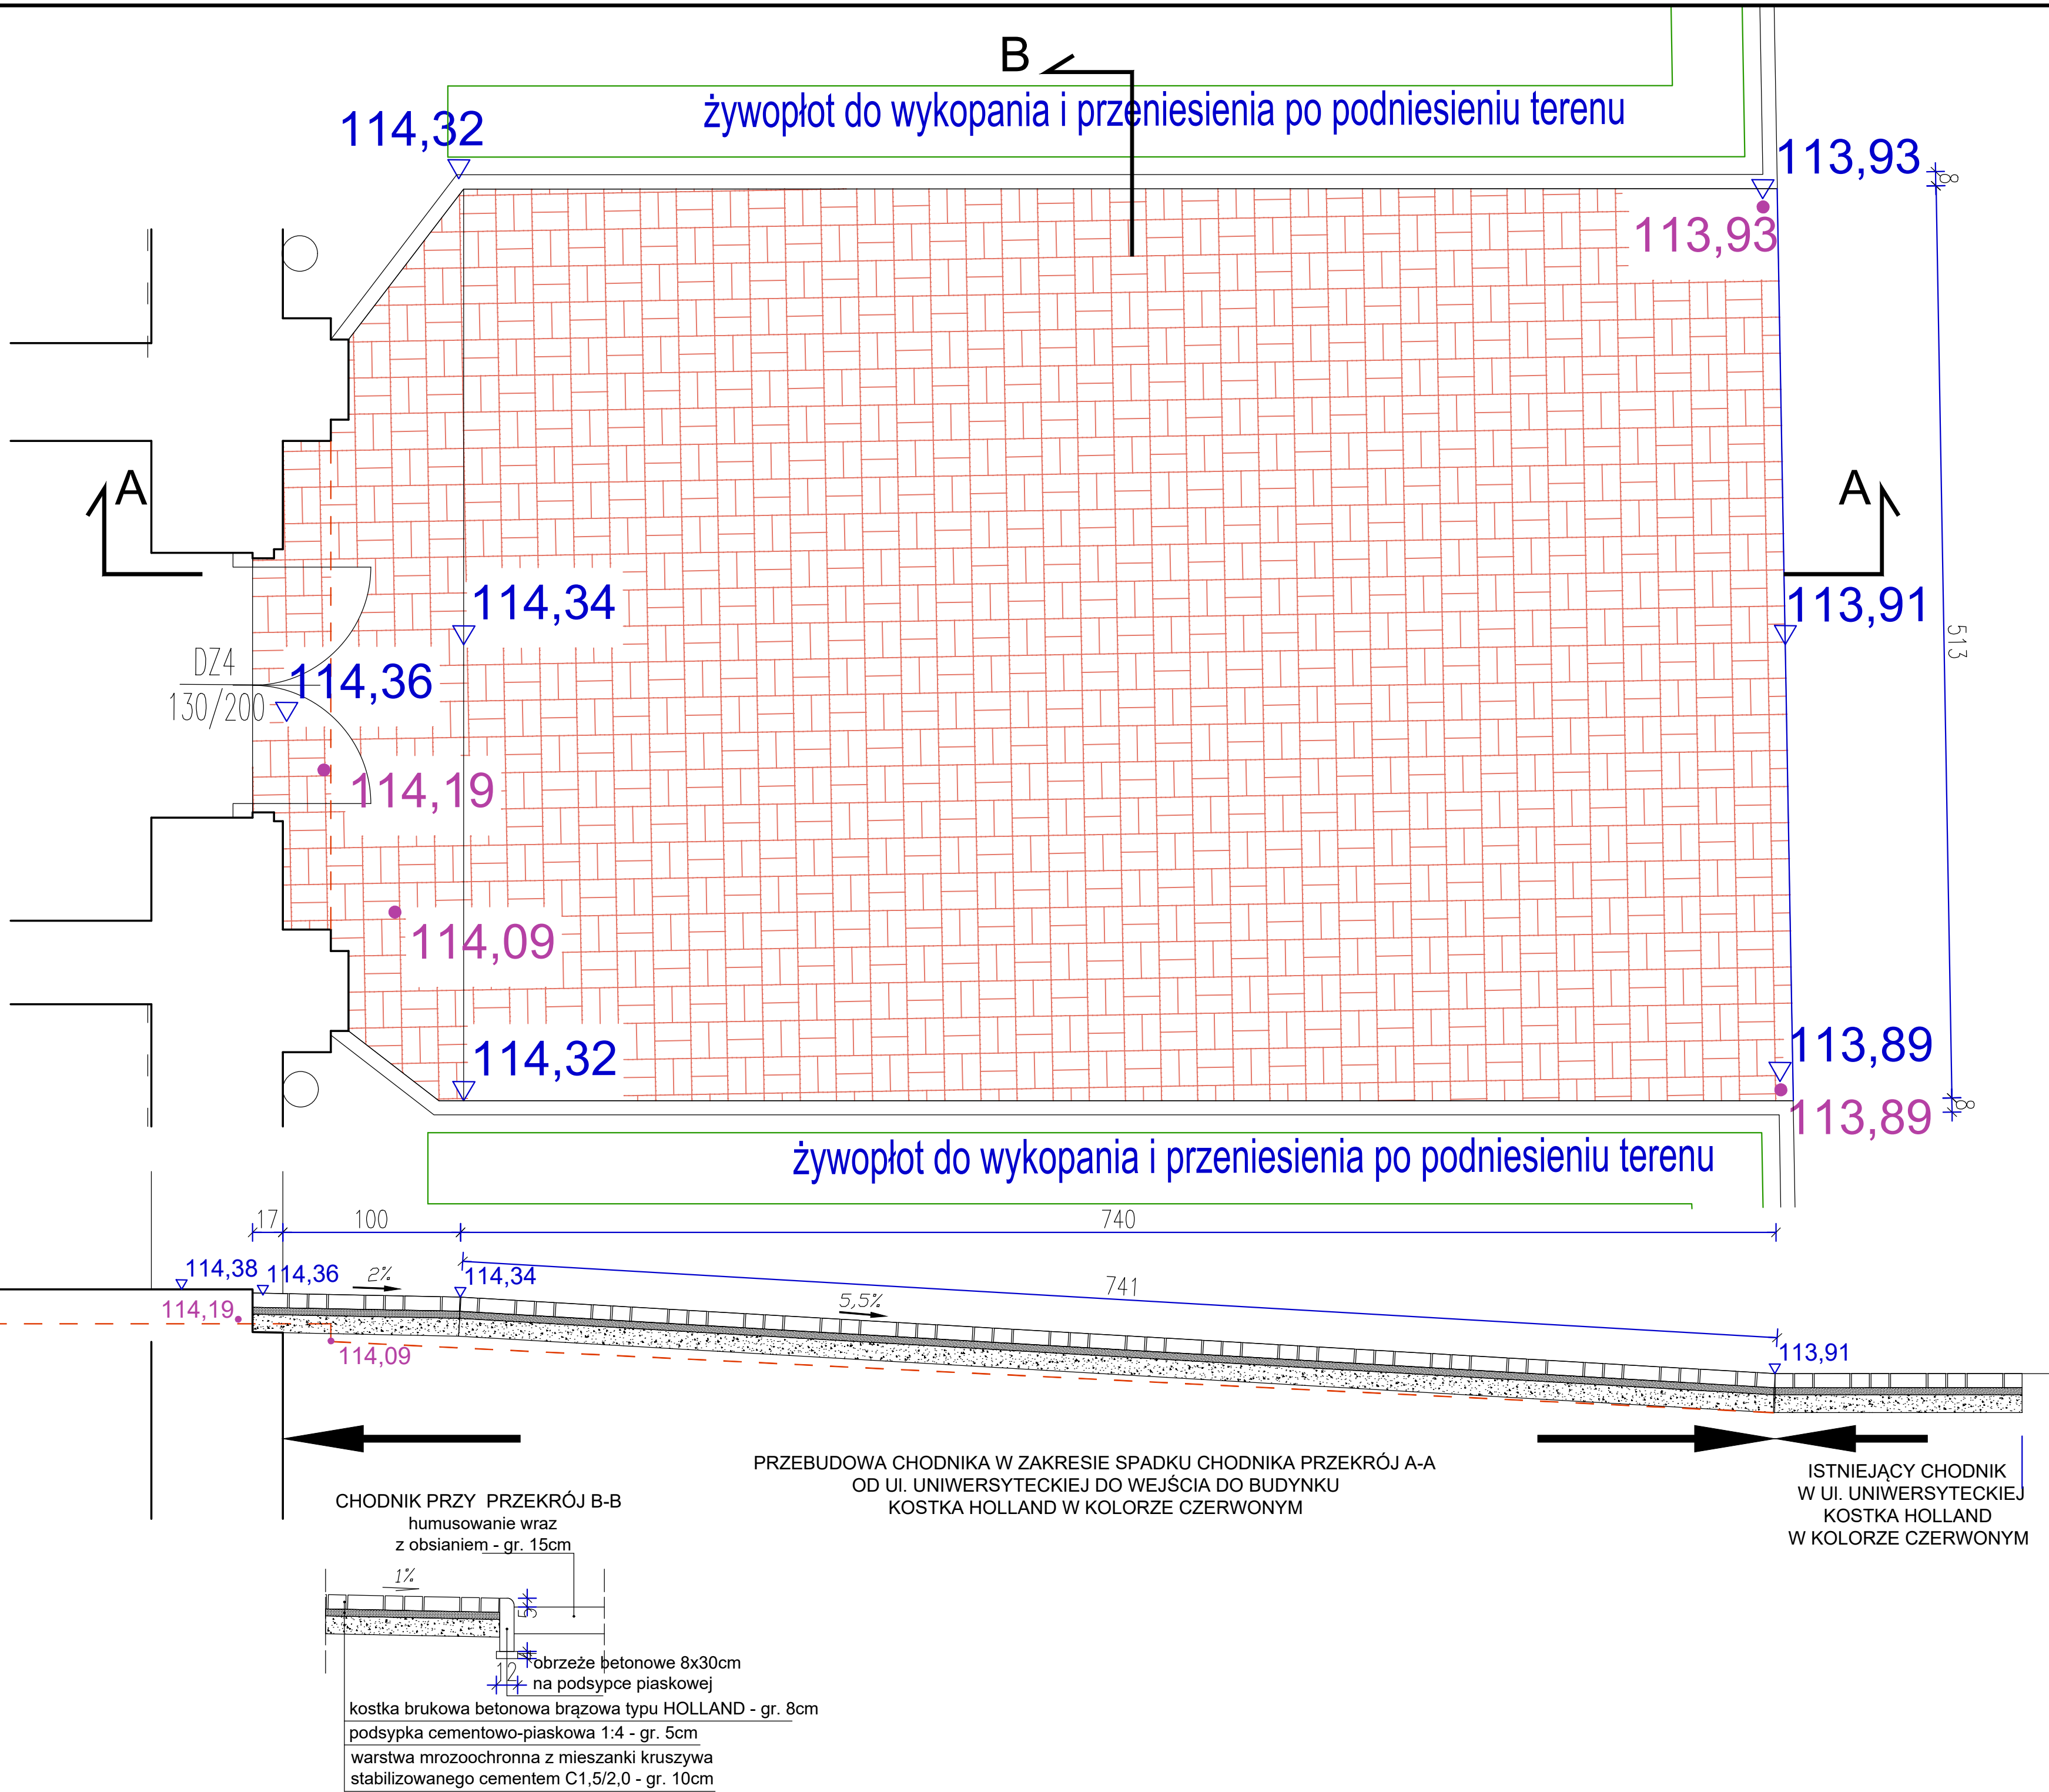 B
żywopłot do wykopania i przeniesienia po podniesieniu terenu
114,32
113,93
8
113,93
A
A
114,34
113,91
513
DZ4
130/200
114,36
114,19
114,09
114,32
113,89
8
113,89
żywopłot do wykopania i przeniesienia po podniesieniu terenu
17
100
740
114,38
114,36
2%
114,34
741
114,19
5,5%
114,09
113,91
PRZEBUDOWA CHODNIKA W ZAKRESIE SPADKU CHODNIKA PRZEKRÓJ A-A
OD Ul. UNIWERSYTECKIEJ DO WEJŚCIA DO BUDYNKU
KOSTKA HOLLAND W KOLORZE CZERWONYM
ISTNIEJĄCY CHODNIK
W Ul. UNIWERSYTECKIEJ
KOSTKA HOLLAND
W KOLORZE CZERWONYM
CHODNIK PRZY PRZEKRÓJ B-B
humusowanie wraz
z obsianiem - gr. 15cm
1%
5
12
obrzeże betonowe 8x30cm
na podsypce piaskowej
kostka brukowa betonowa brązowa typu HOLLAND - gr. 8cm
podsypka cementowo-piaskowa 1:4 - gr. 5cm
warstwa mrozoochronna z mieszanki kruszywa
stabilizowanego cementem C1,5/2,0 - gr. 10cm